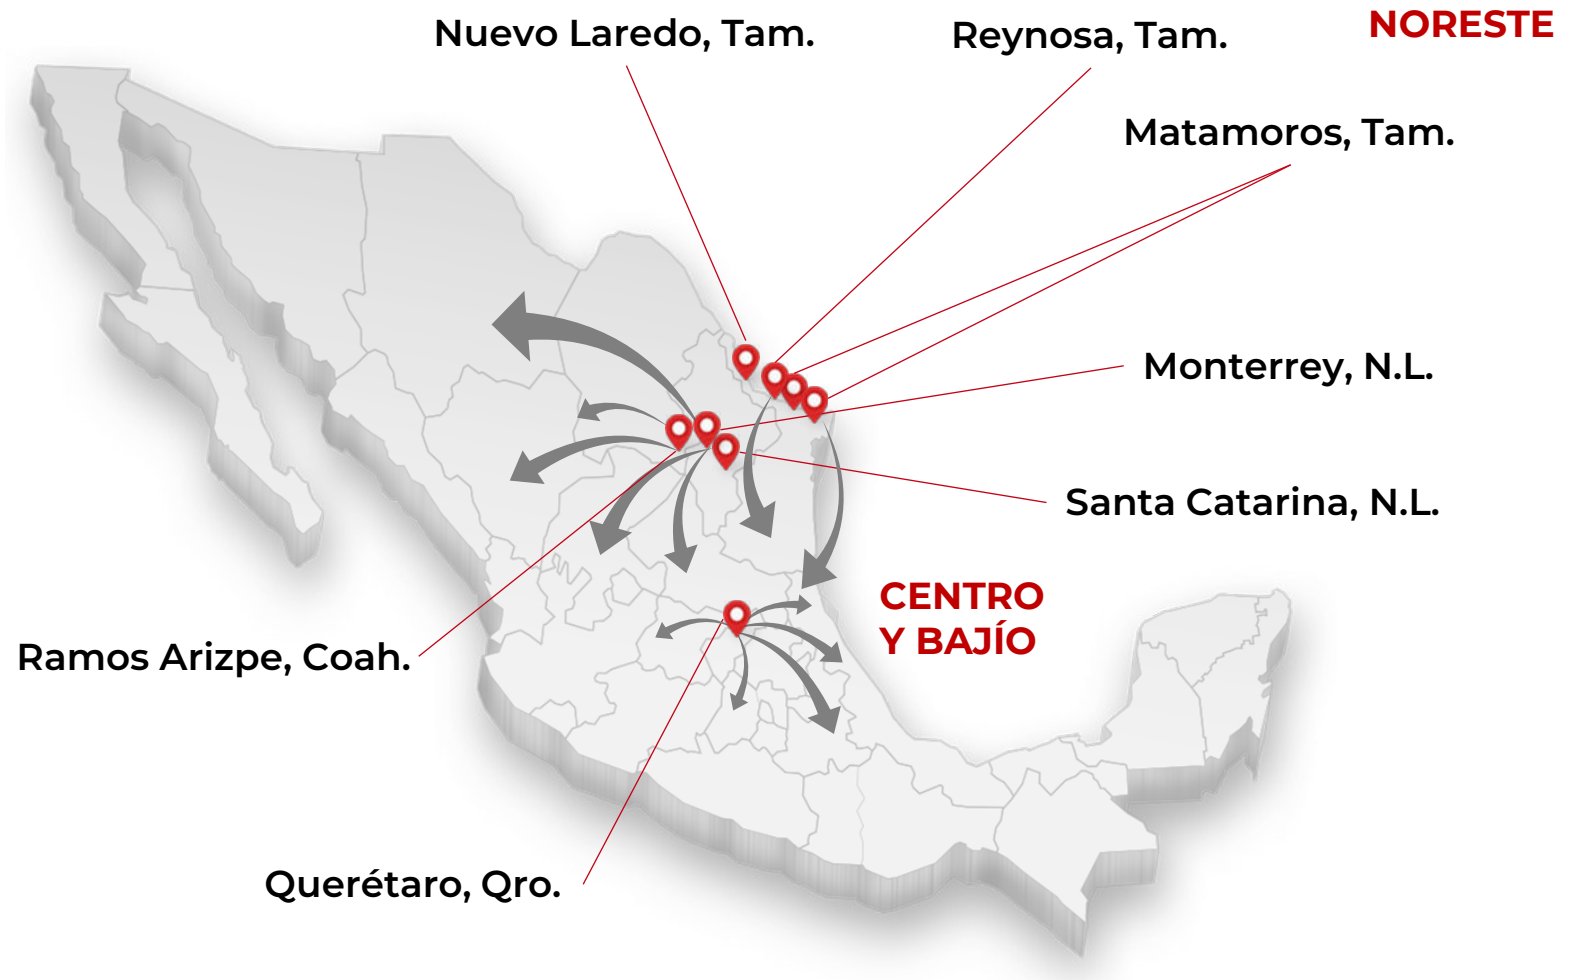 NORESTE
Nuevo Laredo, Tam.
Reynosa, Tam.
Matamoros, Tam.
Monterrey, N.L.
Santa Catarina, N.L.
CENTRO
Y BAJÍO
Ramos Arizpe, Coah.
Querétaro, Qro.